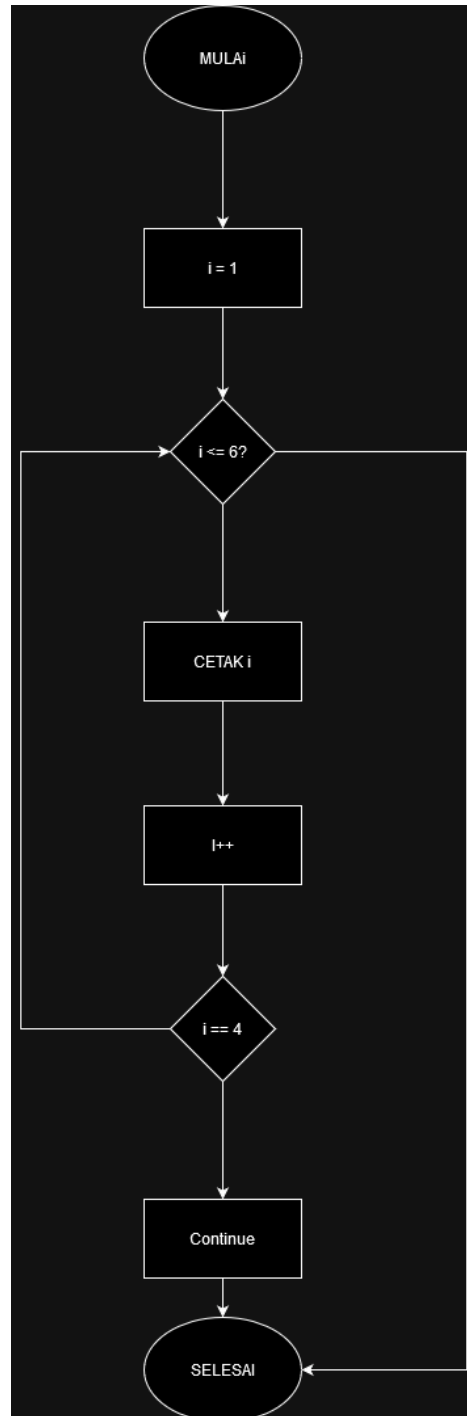 MULAi
i = 1
i <= 6?
CETAK i
I++
i == 4
Continue
SELESAI